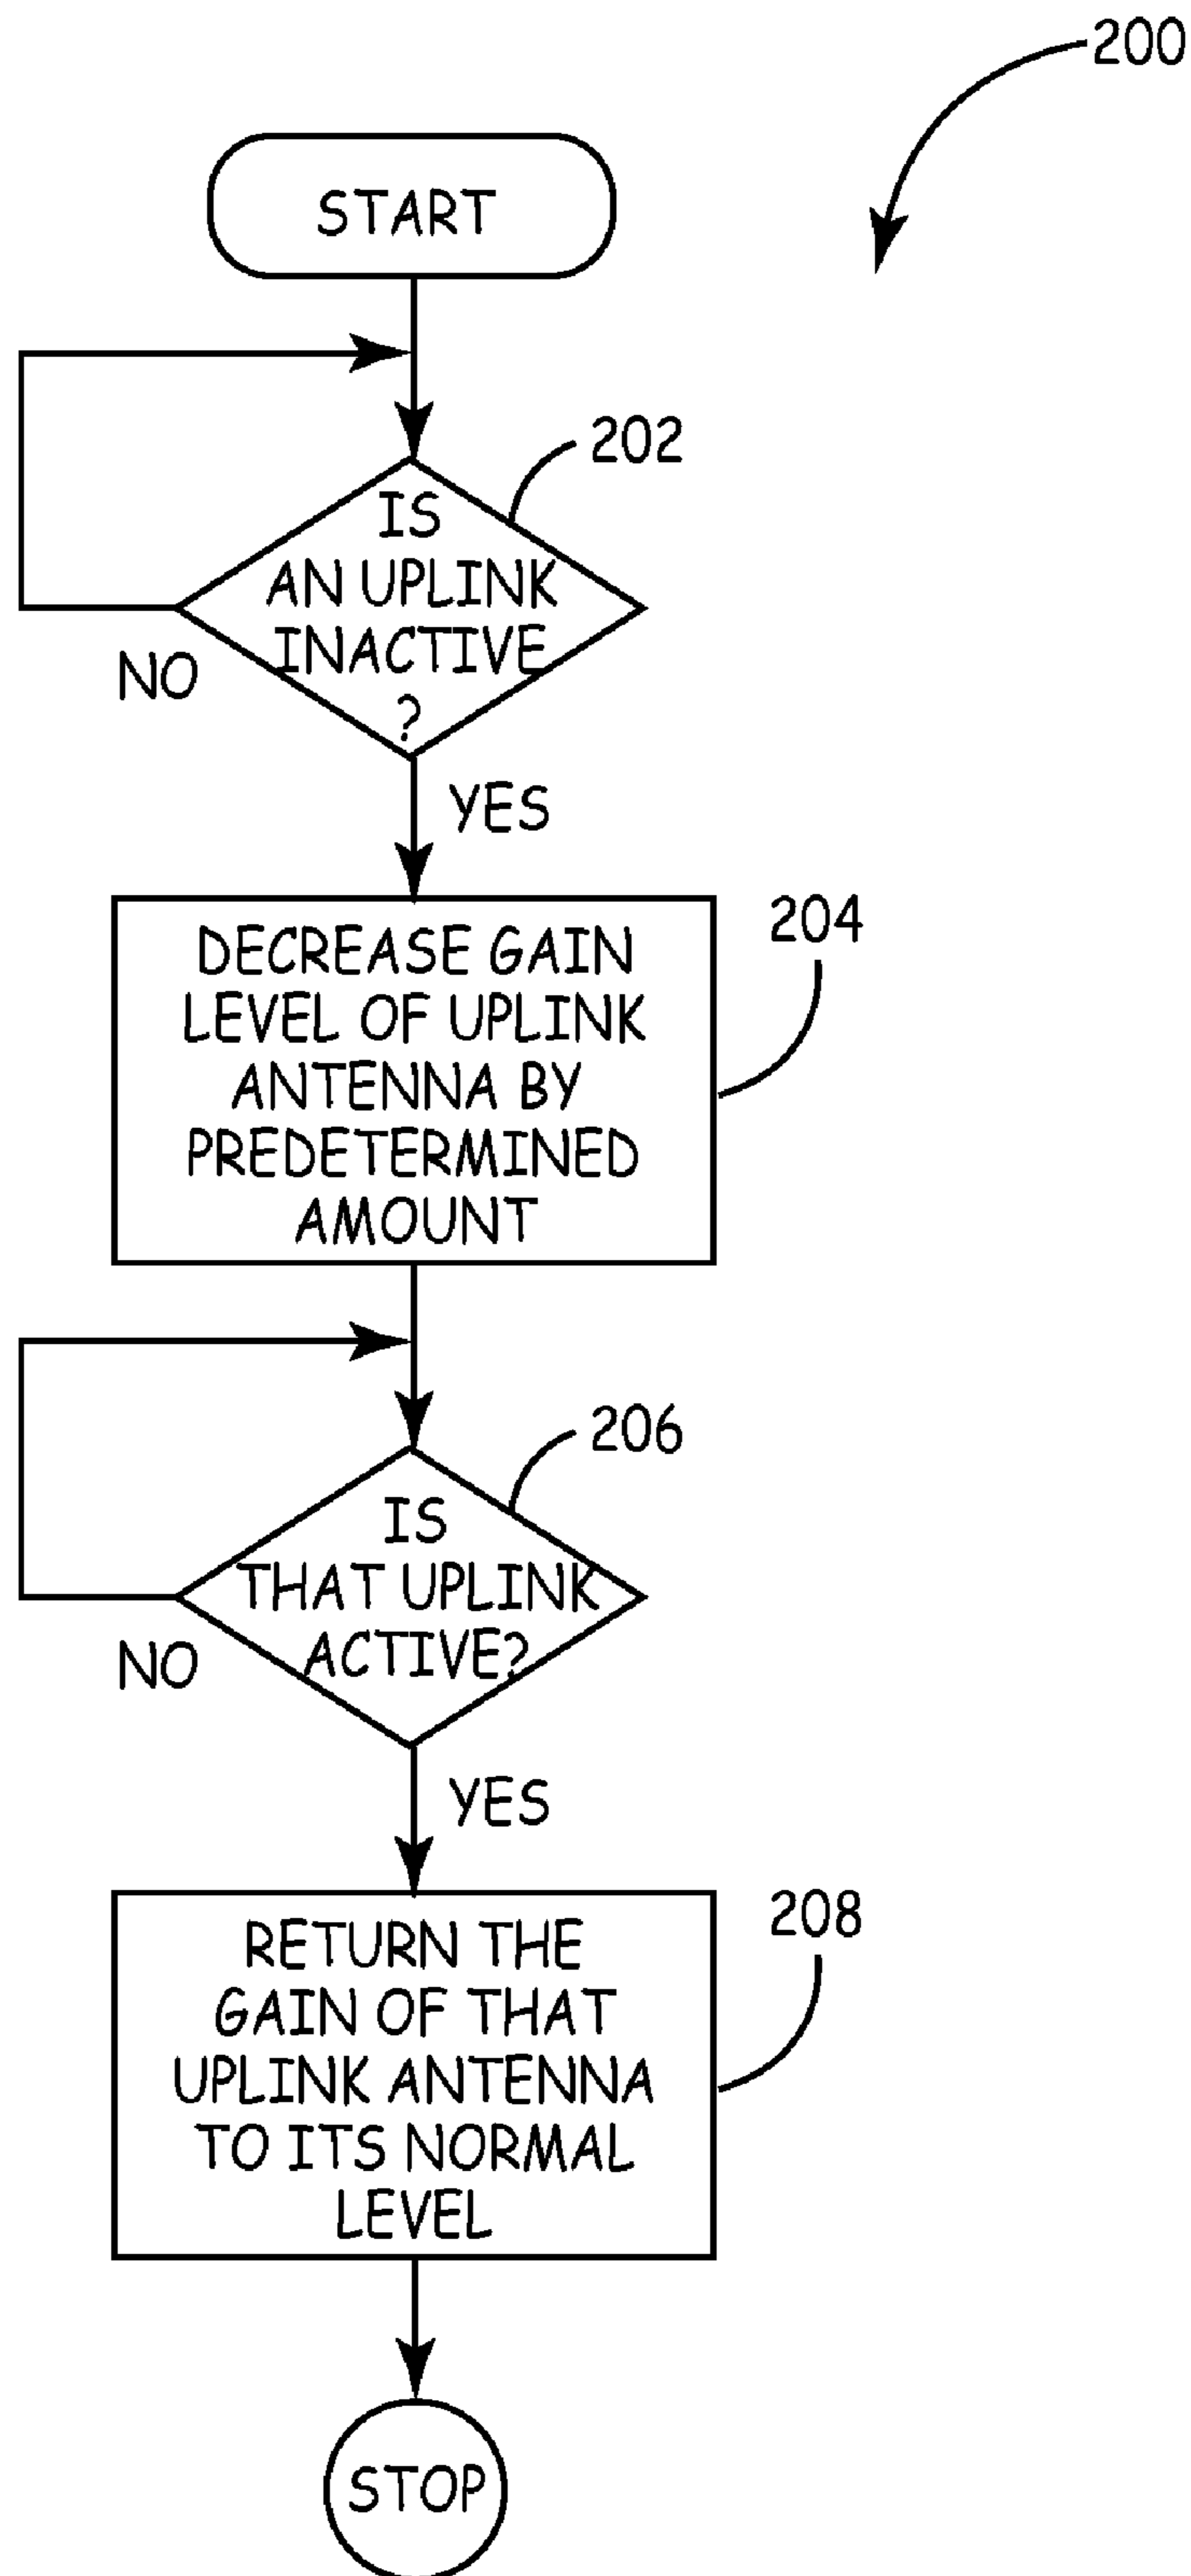 200
START
202
IS
AN UPLINK
INACTIVE
?
NO
YES
204
DECREASE GAIN
LEVEL OF UPLINK
ANTENNA BY
PREDETERMINED
AMOUNT
206
IS
THAT UPLINK
ACTIVE?
NO
YES
208
RETURN THE
GAIN OF THAT
UPLINK ANTENNA
TO ITS NORMAL
LEVEL
STOP